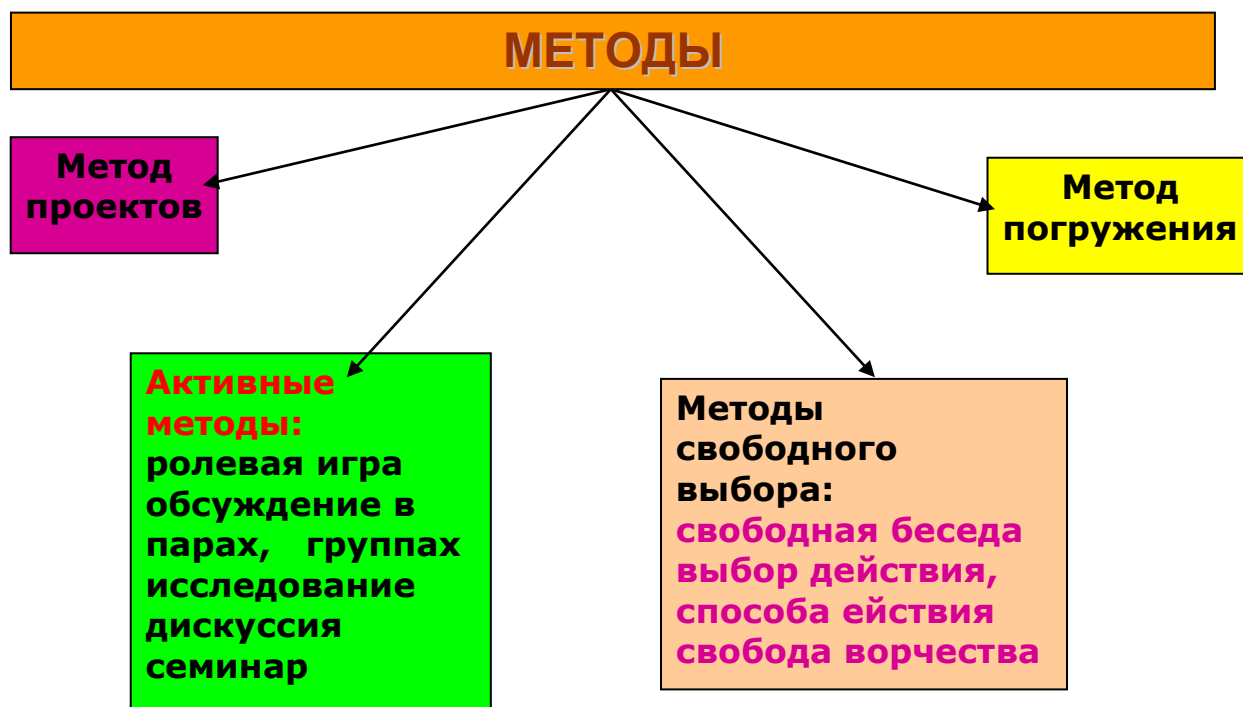 МЕТОДЫ
Метод
проектов
Метод
погружения
Активные
методы:
ролевая игра
обсуждение в
парах, группах
исследование
дискуссия
семинар
Методы
свободного
выбора:
свободная беседа
выбор действия,
способа ействия
свобода ворчества